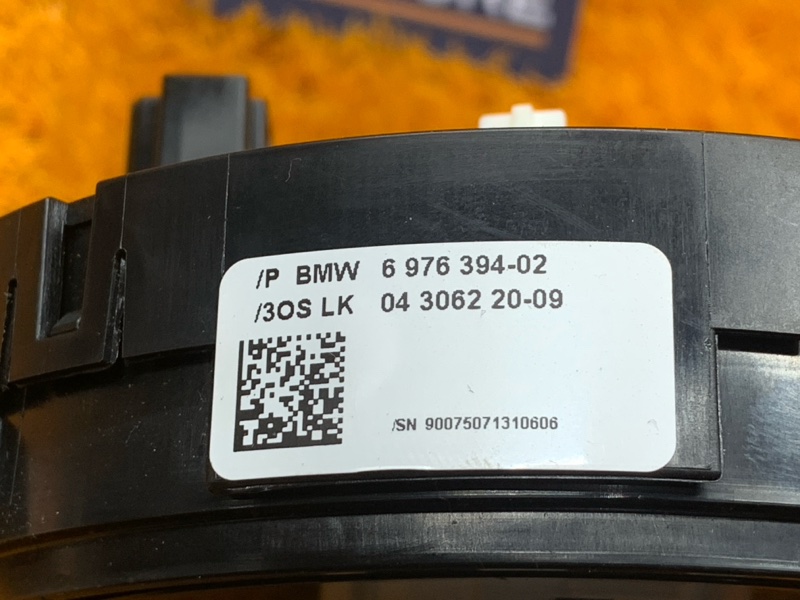 /P BMW 6 976 394-02
/3OS LK 04 3062 20-09
/SN 90075071310606